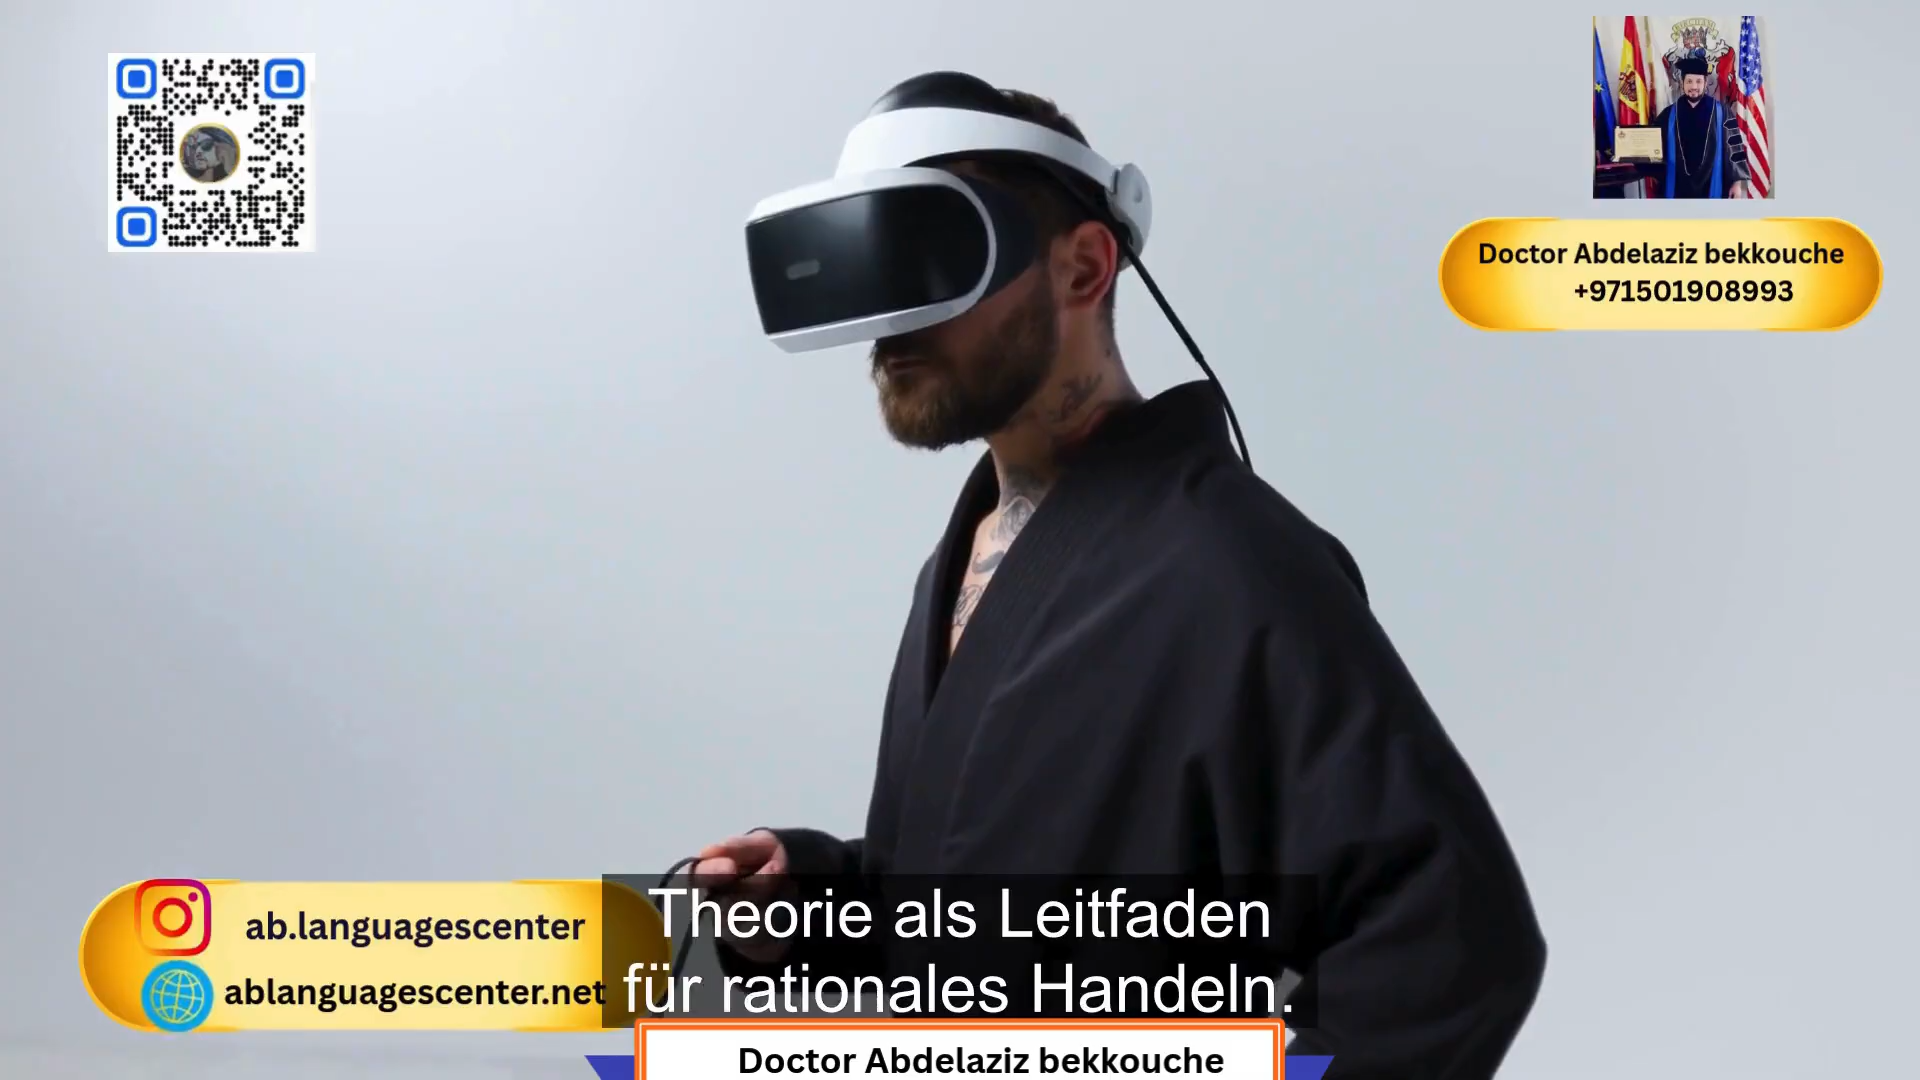 Doctor Abdelaziz bekkouche
+971501908993
ab.languagescenter
ablanguagescenter.net
Theorie als Leitfaden
für rationales Handeln.
Doctor Abdelaziz bekkouche